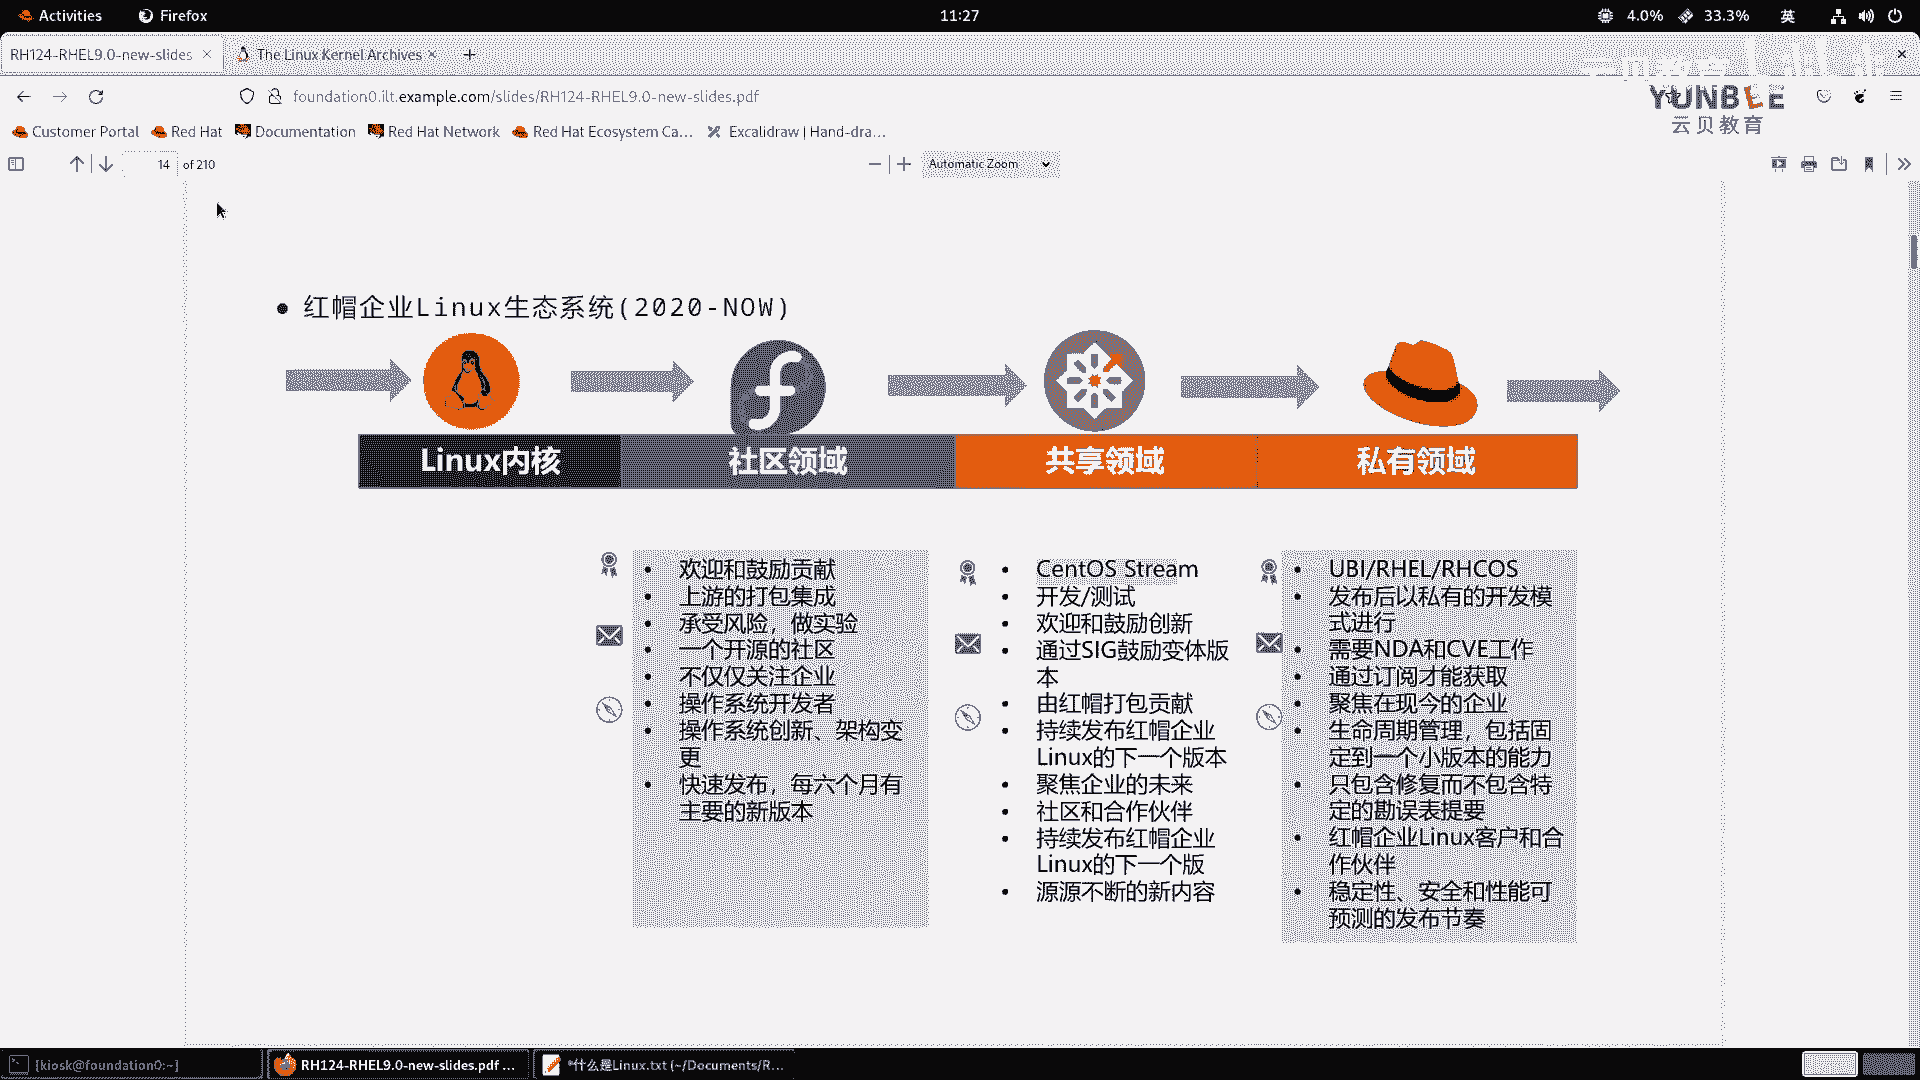 Activities
Firefox
11:27
4.0%
33.3%
英
RH124-RHEL9.0-new-slides
The Linux Kernel Archives
foundation0.ilt.example.com/slides/RH124-RHEL9.0-new-slides.pdf
YUNBLE
云贝教育
Customer Portal
Red Hat
Documentation
Red Hat Network
Red Hat Ecosystem Ca...
Excalidraw | Hand-dra...
14
of 210
Automatic Zoom
红帽企业Linux生态系统(2020-NOW)
Linux内核
社区领域
共享领域
私有领域
• 欢迎和鼓励贡献
• 上游的打包集成
• 承受风险，做实验
• 一个开源的社区
• 不仅仅关注企业
• 操作系统开发者
• 操作系统创新、架构变
更
• 快速发布，每六个月有
主要的新版本
• CentOS Stream
• 开发/测试
• 欢迎和鼓励创新
• 通过SIG鼓励变体版
本
• 由红帽打包贡献
• 持续发布红帽企业
Linux的下一个版本
• 聚焦企业的未来
• 社区和合作伙伴
• 持续发布红帽企业
Linux的下一个版
• 源源不断的新内容
• UBI/RHEL/RHCOS
• 发布后以私有的开发模
式进行
• 需要NDA和CVE工作
• 通过订阅才能获取
• 聚焦在现今的企业
• 生命周期管理，包括固
定到一个小版本的能力
• 只包含修复而不包含特
定的勘误表提要
• 红帽企业Linux客户和合
作伙伴
• 稳定性、安全和性能可
预测的发布节奏
[kiosk@foundation0:~]
RH124-RHEL9.0-new-slides.pdf ...
*什么是Linux.txt (~/Documents/R...